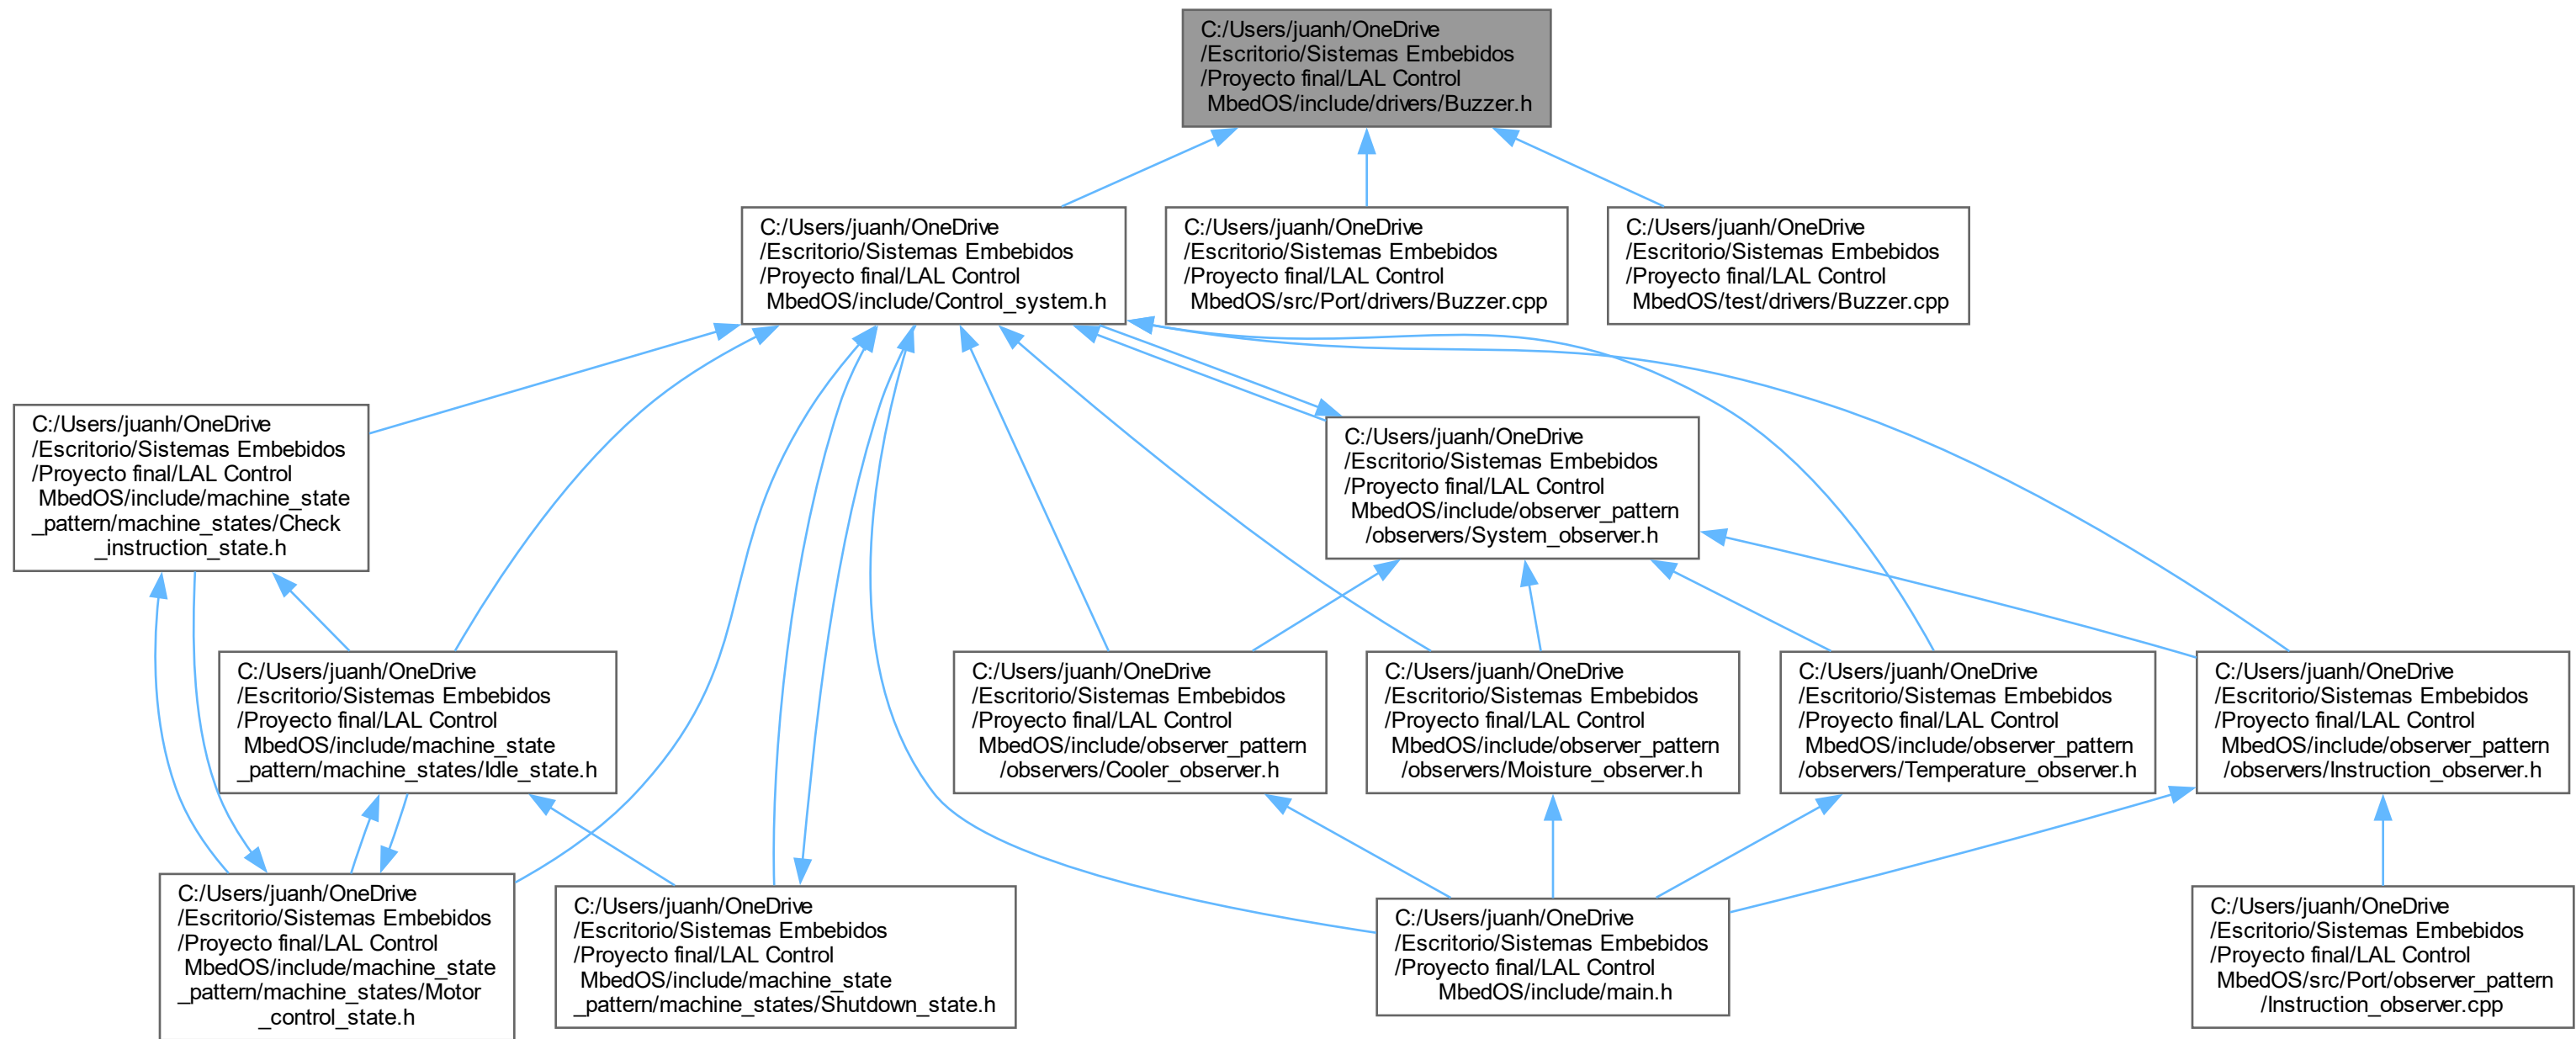 C:/Users/juanh/OneDrive
/Escritorio/Sistemas Embebidos
/Proyecto final/LAL Control
MbedOS/include/drivers/Buzzer.h
C:/Users/juanh/OneDrive
/Escritorio/Sistemas Embebidos
/Proyecto final/LAL Control
MbedOS/include/Control_system.h
C:/Users/juanh/OneDrive
/Escritorio/Sistemas Embebidos
/Proyecto final/LAL Control
MbedOS/src/Port/drivers/Buzzer.cpp
C:/Users/juanh/OneDrive
/Escritorio/Sistemas Embebidos
/Proyecto final/LAL Control
MbedOS/test/drivers/Buzzer.cpp
C:/Users/juanh/OneDrive
/Escritorio/Sistemas Embebidos
/Proyecto final/LAL Control
MbedOS/include/machine_state
_pattern/machine_states/Check
_instruction_state.h
C:/Users/juanh/OneDrive
/Escritorio/Sistemas Embebidos
/Proyecto final/LAL Control
MbedOS/include/observer_pattern
/observers/System_observer.h
C:/Users/juanh/OneDrive
/Escritorio/Sistemas Embebidos
/Proyecto final/LAL Control
MbedOS/include/machine_state
_pattern/machine_states/Idle_state.h
C:/Users/juanh/OneDrive
/Escritorio/Sistemas Embebidos
/Proyecto final/LAL Control
MbedOS/include/observer_pattern
/observers/Cooler_observer.h
C:/Users/juanh/OneDrive
/Escritorio/Sistemas Embebidos
/Proyecto final/LAL Control
MbedOS/include/observer_pattern
/observers/Moisture_observer.h
C:/Users/juanh/OneDrive
/Escritorio/Sistemas Embebidos
/Proyecto final/LAL Control
MbedOS/include/observer_pattern
/observers/Temperature_observer.h
C:/Users/juanh/OneDrive
/Escritorio/Sistemas Embebidos
/Proyecto final/LAL Control
MbedOS/include/observer_pattern
/observers/Instruction_observer.h
C:/Users/juanh/OneDrive
/Escritorio/Sistemas Embebidos
/Proyecto final/LAL Control
MbedOS/include/machine_state
_pattern/machine_states/Motor
_control_state.h
C:/Users/juanh/OneDrive
/Escritorio/Sistemas Embebidos
/Proyecto final/LAL Control
MbedOS/include/machine_state
_pattern/machine_states/Shutdown_state.h
C:/Users/juanh/OneDrive
/Escritorio/Sistemas Embebidos
/Proyecto final/LAL Control
MbedOS/include/main.h
C:/Users/juanh/OneDrive
/Escritorio/Sistemas Embebidos
/Proyecto final/LAL Control
MbedOS/src/Port/observer_pattern
/Instruction_observer.cpp